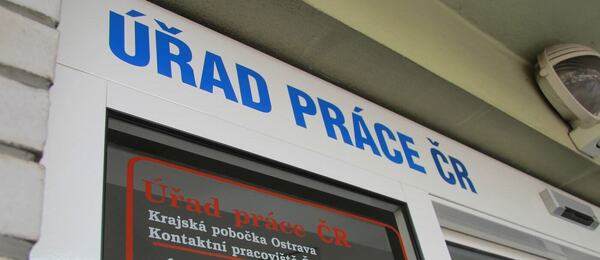 ÚŘAD PRÁCE ČR
Úřad práce ČR
Krajská pobočka Ostrava
Kontaktní pracoviště